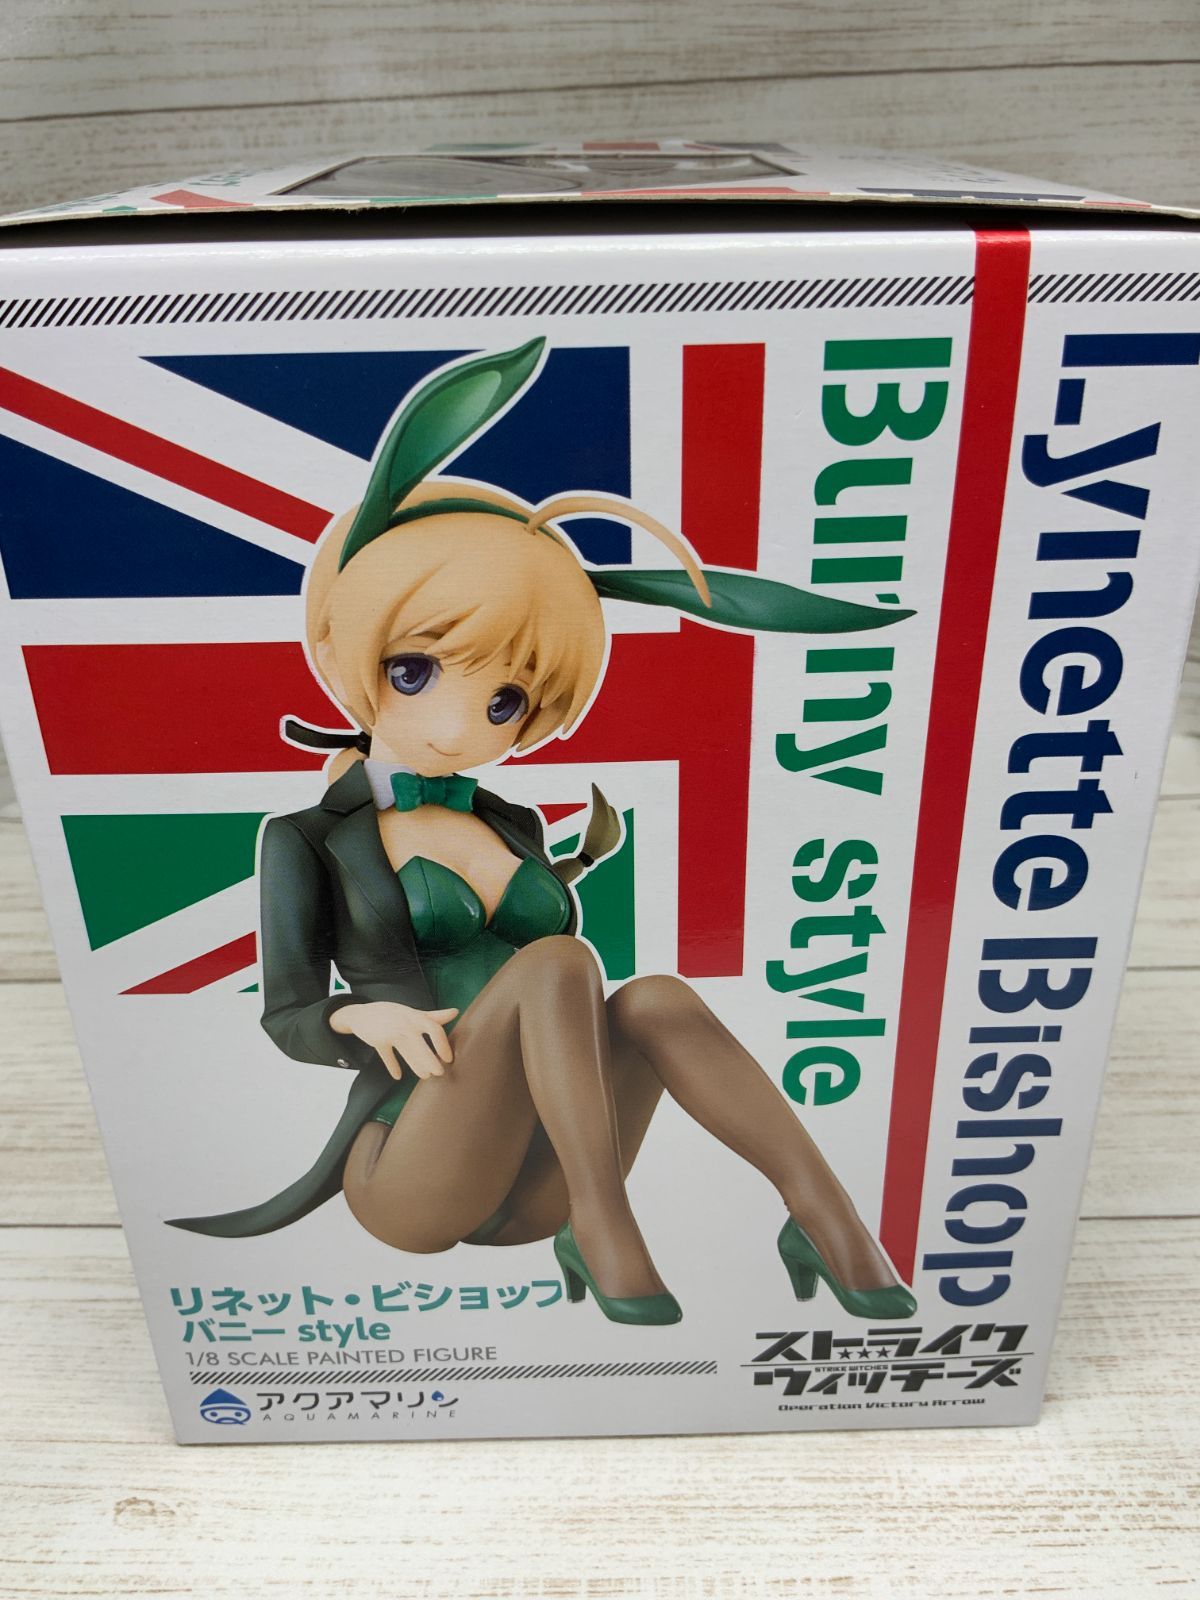 Lynette Bishop
Bunny style
リネット・ビショップ
バニー style
1/8 SCALE PAINTED FIGURE
アクアマリン
AQUAMARINE
ストライク
STRIKE WITCHES
ウィッチーズ
Operation Victory Arrow